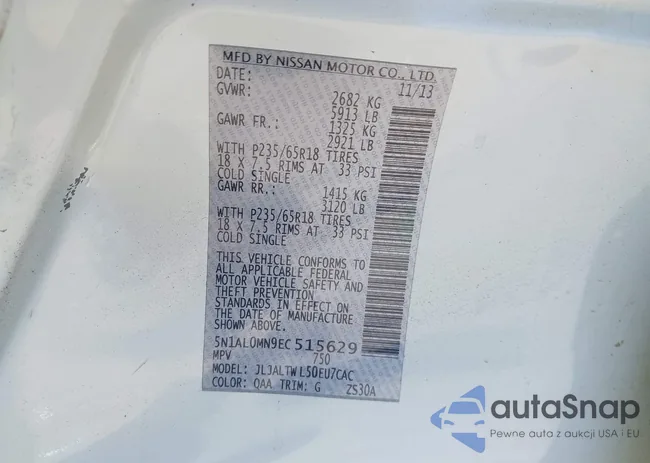 MFD BY NISSAN MOTOR CO., LTD.
DATE: 11/13
GVWR: 2682 KG
5913 LB
GAWR FR.: 1325 KG
2921 LB
WITH P235/65R18 TIRES
18 X 7.5 RIMS AT 33 PSI
COLD SINGLE
GAWR RR.: 1415 KG
3120 LB
WITH P235/65R18 TIRES
18 X 7.5 RIMS AT 33 PSI
COLD SINGLE
THIS VEHICLE CONFORMS TO
ALL APPLICABLE FEDERAL
MOTOR VEHICLE SAFETY AND
THEFT PREVENTION
STANDARDS IN EFFECT ON
THE DATE OF MANUFACTURE
SHOWN ABOVE.
5N1AL0MN9EC515629
MPV 750
MODEL: JL3ALTWL50EU7CAC
COLOR: QAA TRIM: G ZS30A
autaSnap
Pewne auta z aukcji USA i EU